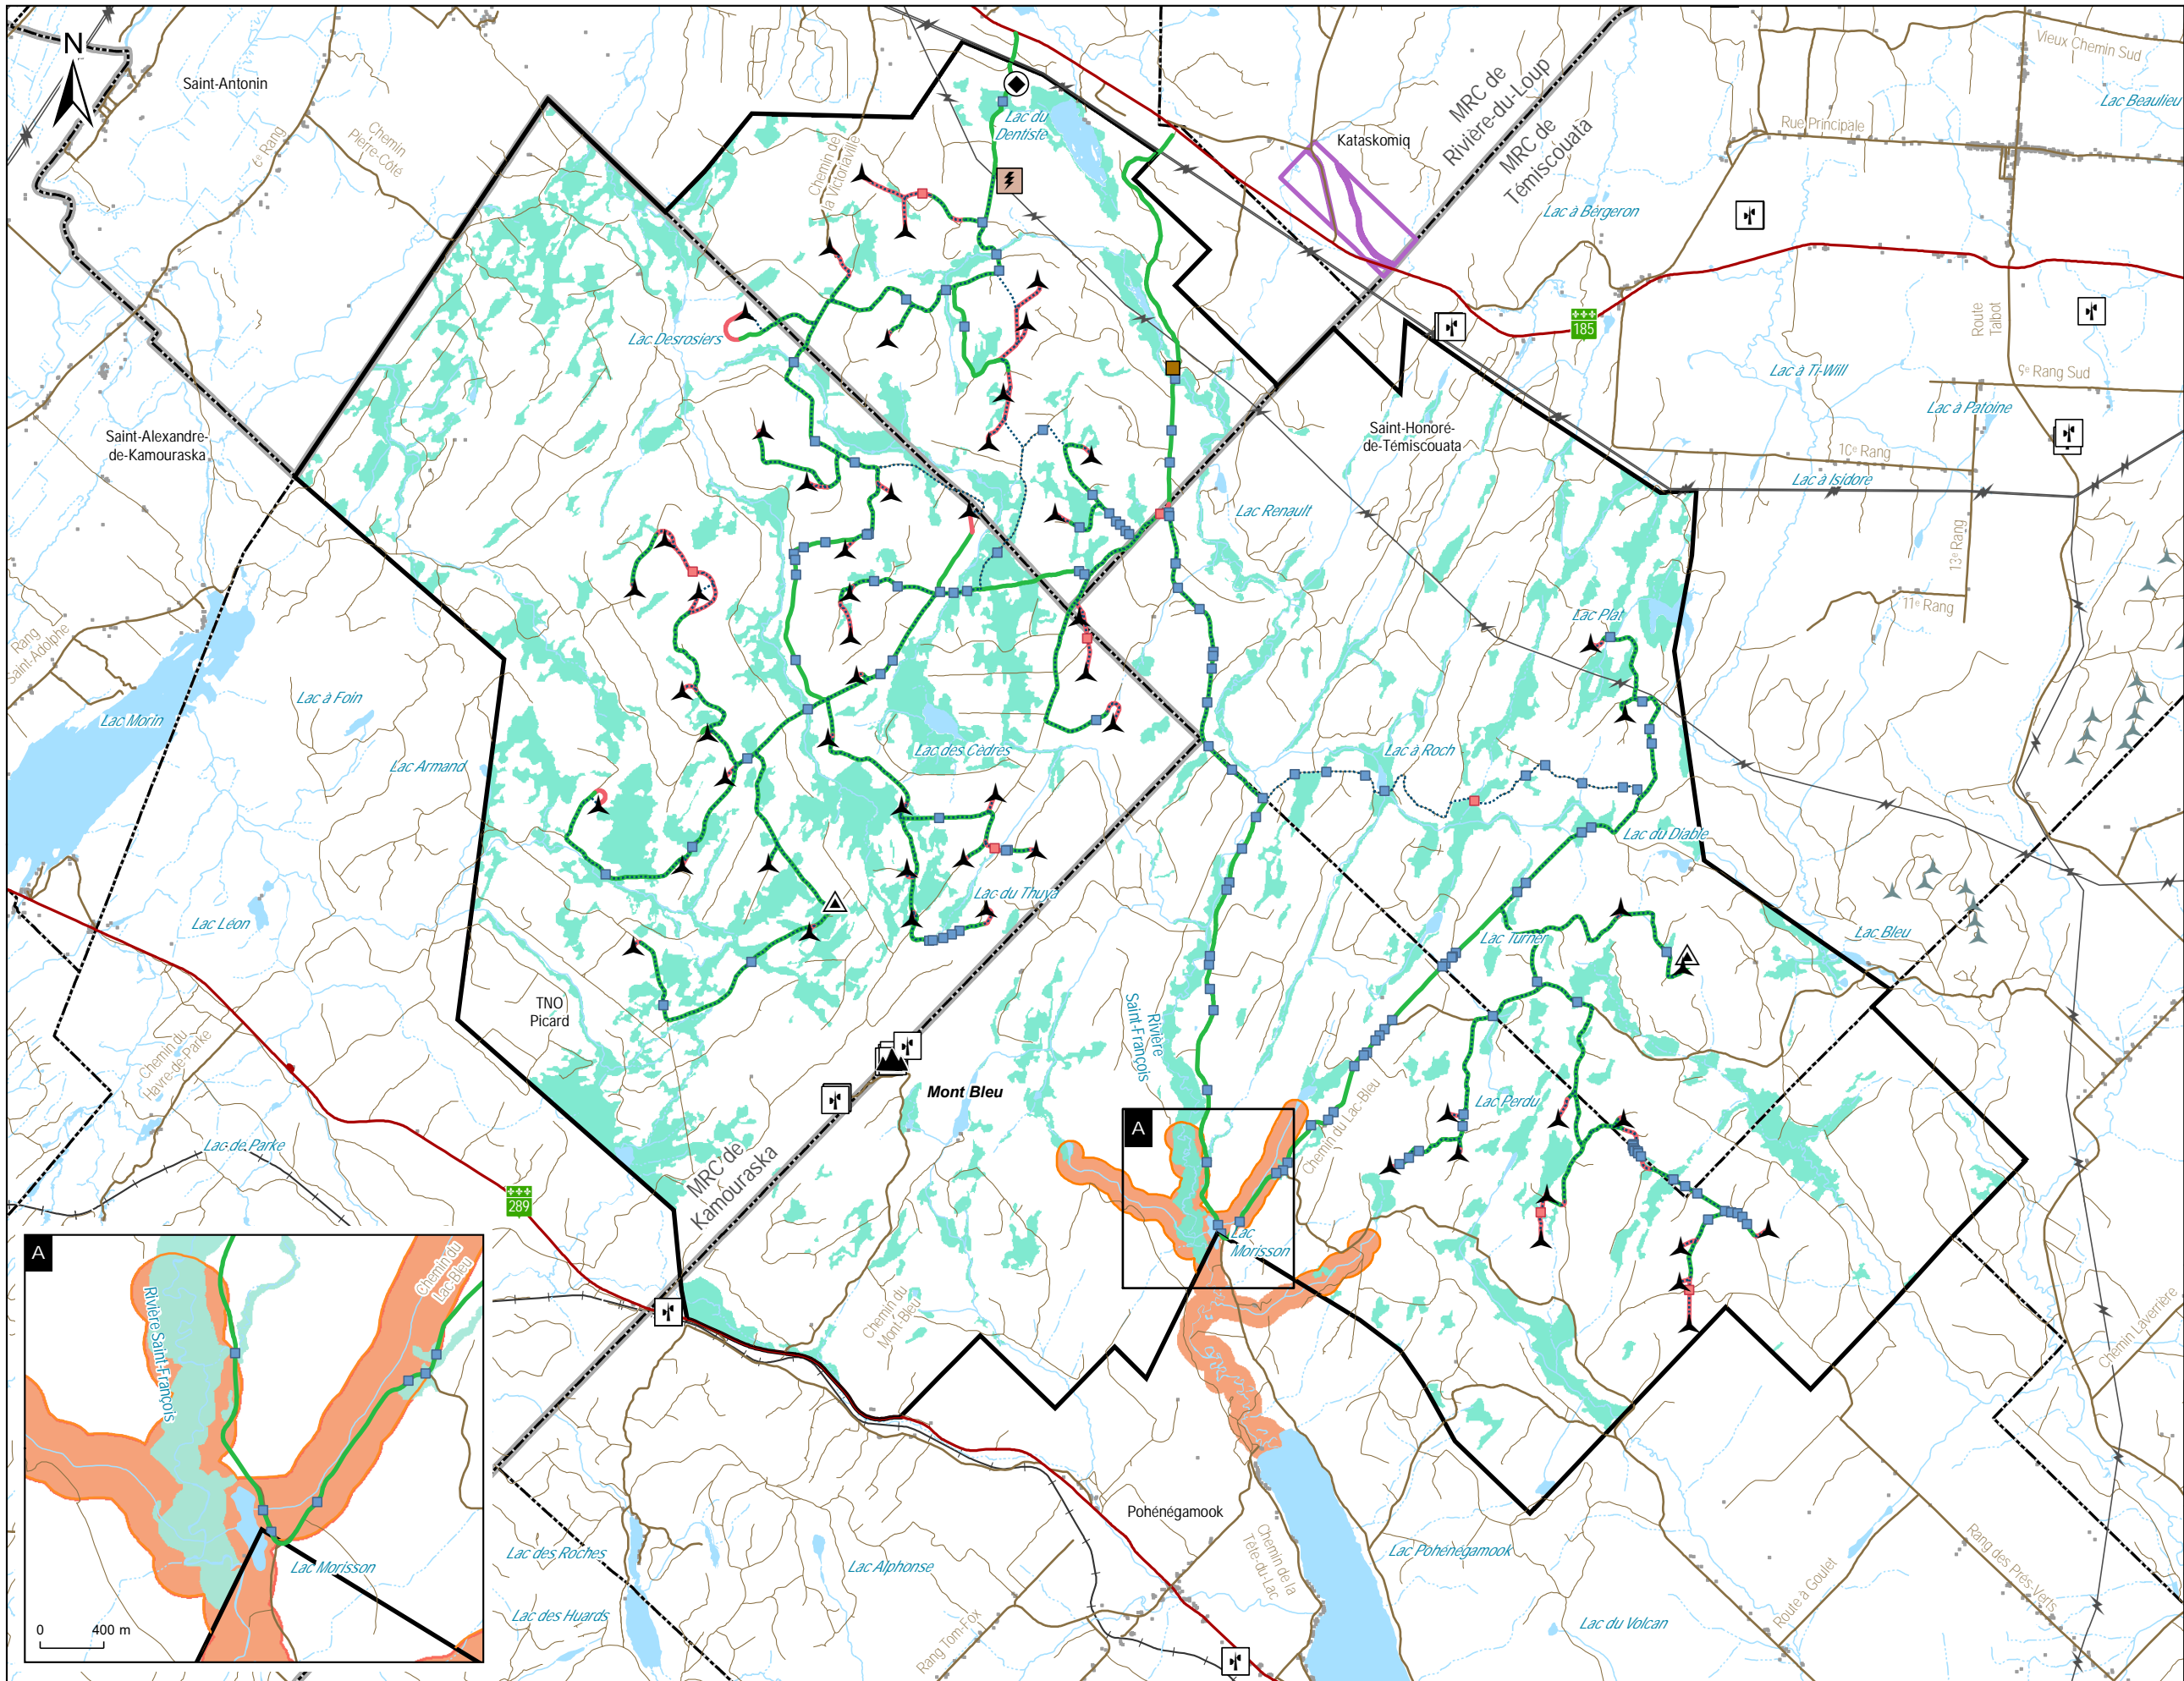 N
Saint-Antonin
6e Rang
Chemin
Pierre-Côté
Chemin de
la Victoriaville
Lac du
Dentiste
MRC de
Rivière-du-Loup
MRC de
Témiscouata
Kataskomiq
Vieux Chemin Sud
Lac Beaulieu
Rue Principale
Lac à Bergeron
185
Route
Talbot
Lac à Ti-Will
9e Rang Sud
Lac à Patoine
Lac Desrosiers
Saint-Alexandre-
de-Kamouraska
Saint-Honoré-
de-Témiscouata
10e Rang
Lac à Isidore
Lac Renault
13e Rang
11e Rang
Lac Plat
Rang
Saint-Adolphe
Lac Morin
Lac à Foin
Lac Armand
Lac des Cèdres
Lac à Roch
Lac du Diable
Lac du Thuya
Lac Léon
Lac Turner
Lac Bleu
TNO
Picard
Rivière
Saint-François
Chemin du
Havre-de-Parke
Mont Bleu
Lac Perdu
Chemin du Lac Bleu
A
Lac de Parke
MRC de
Kamouraska
289
Lac
Morisson
Chemin du
Mont-Bleu
Chemin Laverrière
A
Chemin du
Lac-Bleu
Rivière Saint-François
Lac Morisson
0 400 m
Pohénégamook
Lac des Roches
Lac Alphonse
Chemin de la
Tête-du-Lac
Lac Pohénégamook
Lac des Huards
Rang Tom-Fox
Lac du Volcan
Route à Goulet
Rang des Prés-Verts